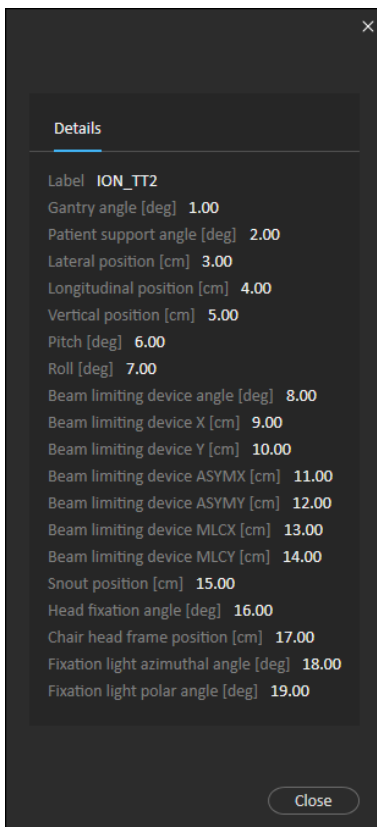 Details
Label ION_TT2
Gantry angle [deg] 1.00
Patient support angle [deg] 2.00
Lateral position [cm] 3.00
Longitudinal position [cm] 4.00
Vertical position [cm] 5.00
Pitch [deg] 6.00
Roll [deg] 7.00
Beam limiting device angle [deg] 8.00
Beam limiting device X [cm] 9.00
Beam limiting device Y [cm] 10.00
Beam limiting device ASYMX [cm] 11.00
Beam limiting device ASYMY [cm] 12.00
Beam limiting device MLCX [cm] 13.00
Beam limiting device MLCY [cm] 14.00
Snout position [cm] 15.00
Head fixation angle [deg] 16.00
Chair head frame position [cm] 17.00
Fixation light azimuthal angle [deg] 18.00
Fixation light polar angle [deg] 19.00
Close